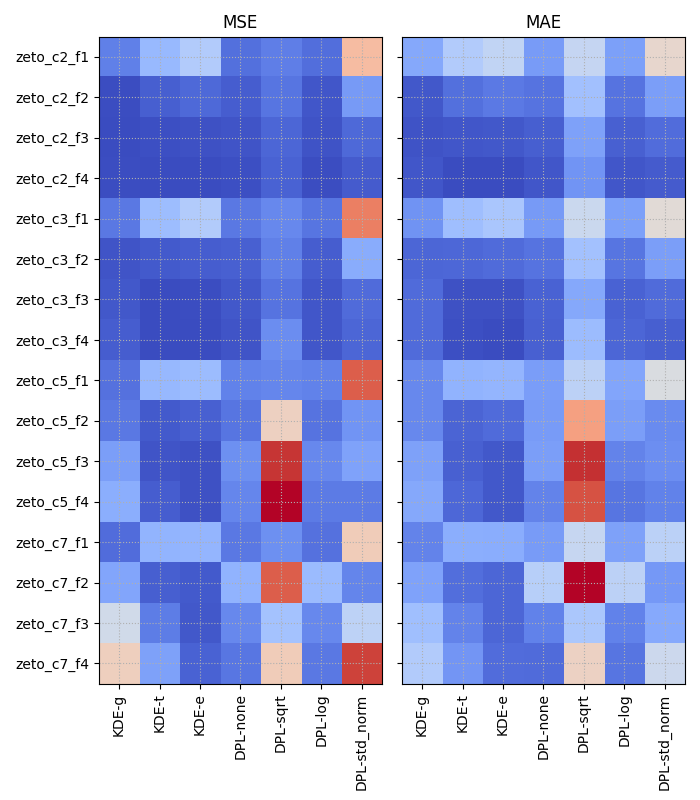 MSE
MAE
zeto_c2_f1
zeto_c2_f2
zeto_c2_f3
zeto_c2_f4
zeto_c3_f1
zeto_c3_f2
zeto_c3_f3
zeto_c3_f4
zeto_c5_f1
zeto_c5_f2
zeto_c5_f3
zeto_c5_f4
zeto_c7_f1
zeto_c7_f2
zeto_c7_f3
zeto_c7_f4
KDE-g
KDE-t
KDE-e
DPL-none
DPL-sqrt
DPL-log
DPL-std_norm
KDE-g
KDE-t
KDE-e
DPL-none
DPL-sqrt
DPL-log
DPL-std_norm